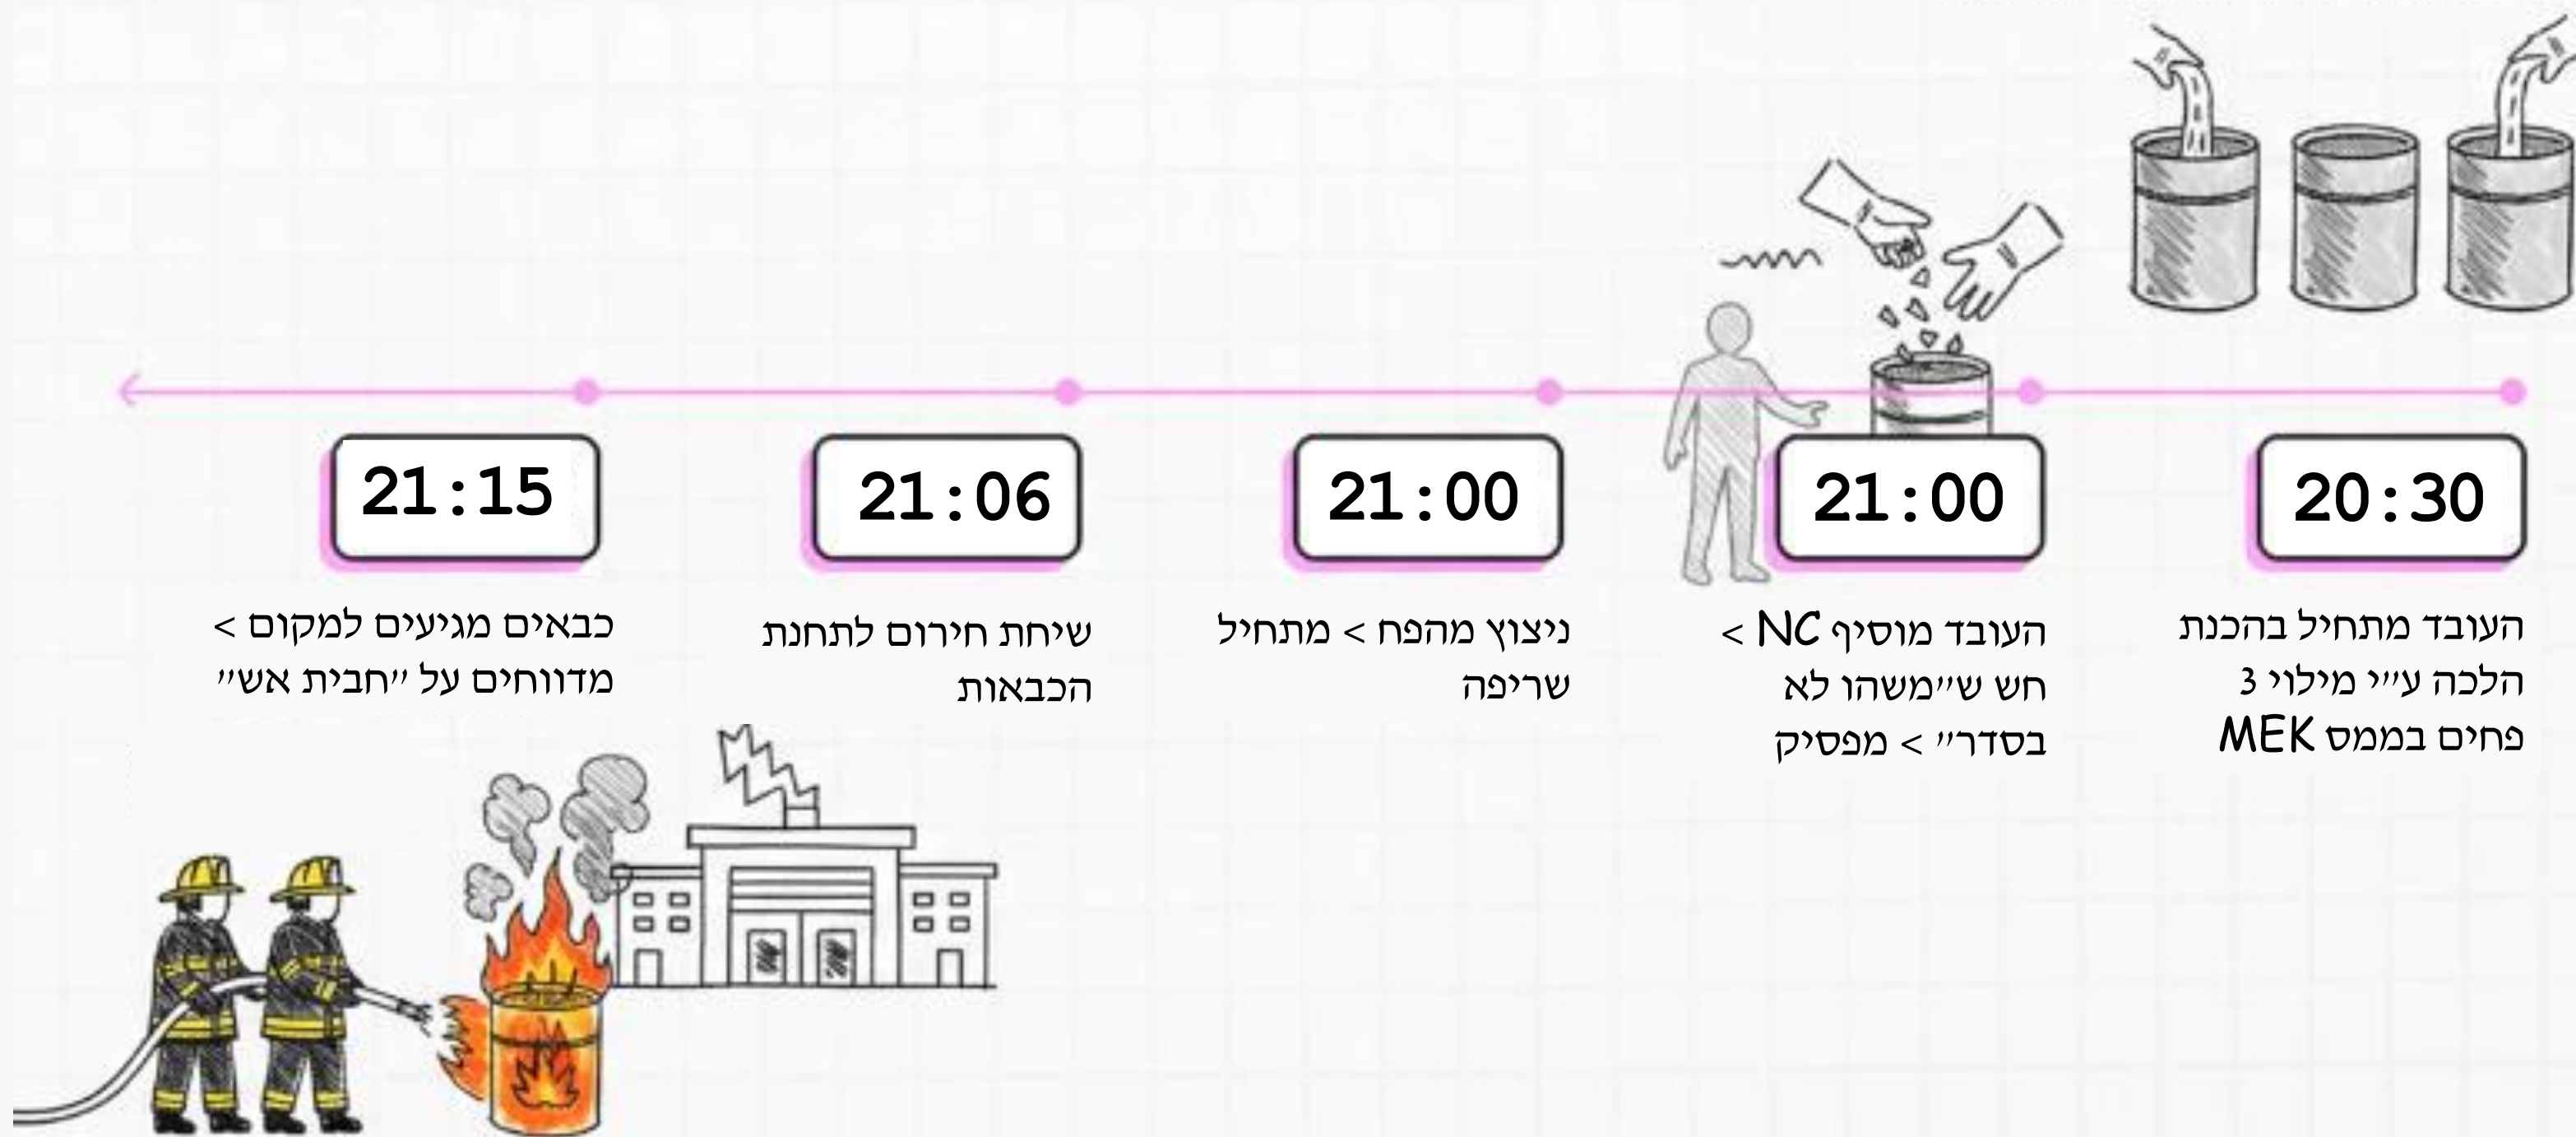 20:30
העובד מתחיל בהכנת
הלכה ע״י מילוי 3
פחים בממס MEK
21:00
העובד מוסיף NC >
חש ש״משהו לא
בסדר״ > מפסיק
21:00
ניצוץ מהפח > מתחיל
שריפה
21:06
שיחת חירום לתחנת
הכבאות
21:15
כבאים מגיעים למקום >
מדווחים על ״חבית אש״